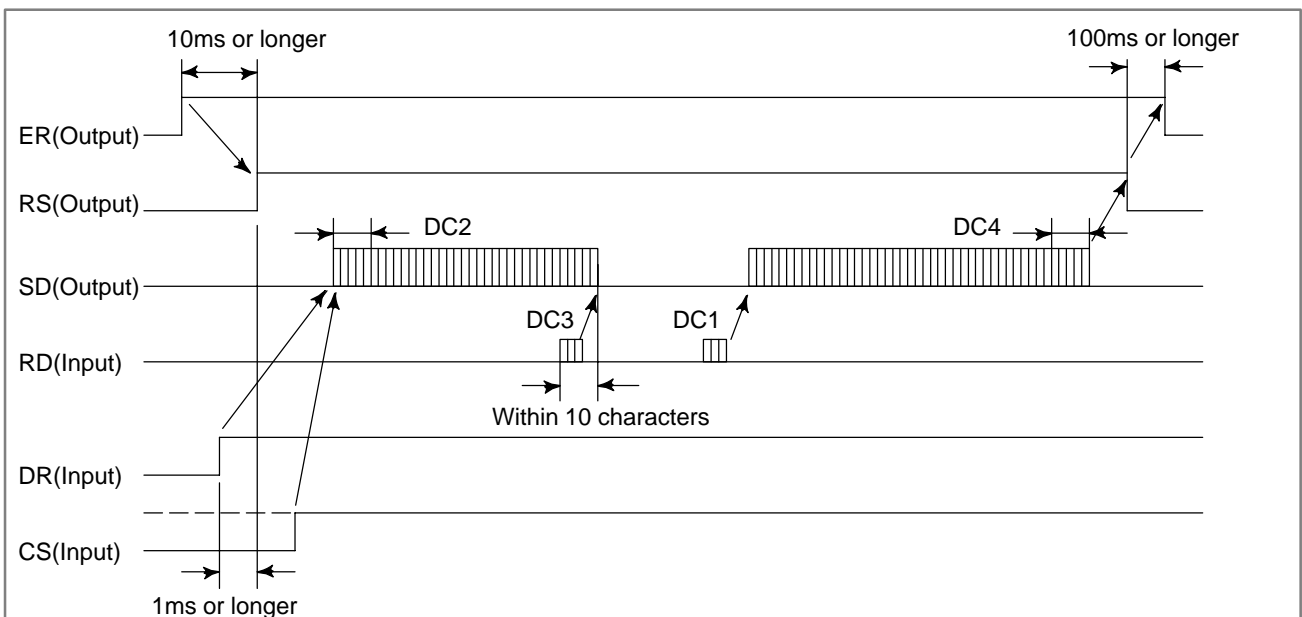 10ms or longer
100ms or longer
ER(Output)
RS(Output)
DC2
DC4
SD(Output)
DC3
DC1
RD(Input)
Within 10 characters
DR(Input)
CS(Input)
1ms or longer